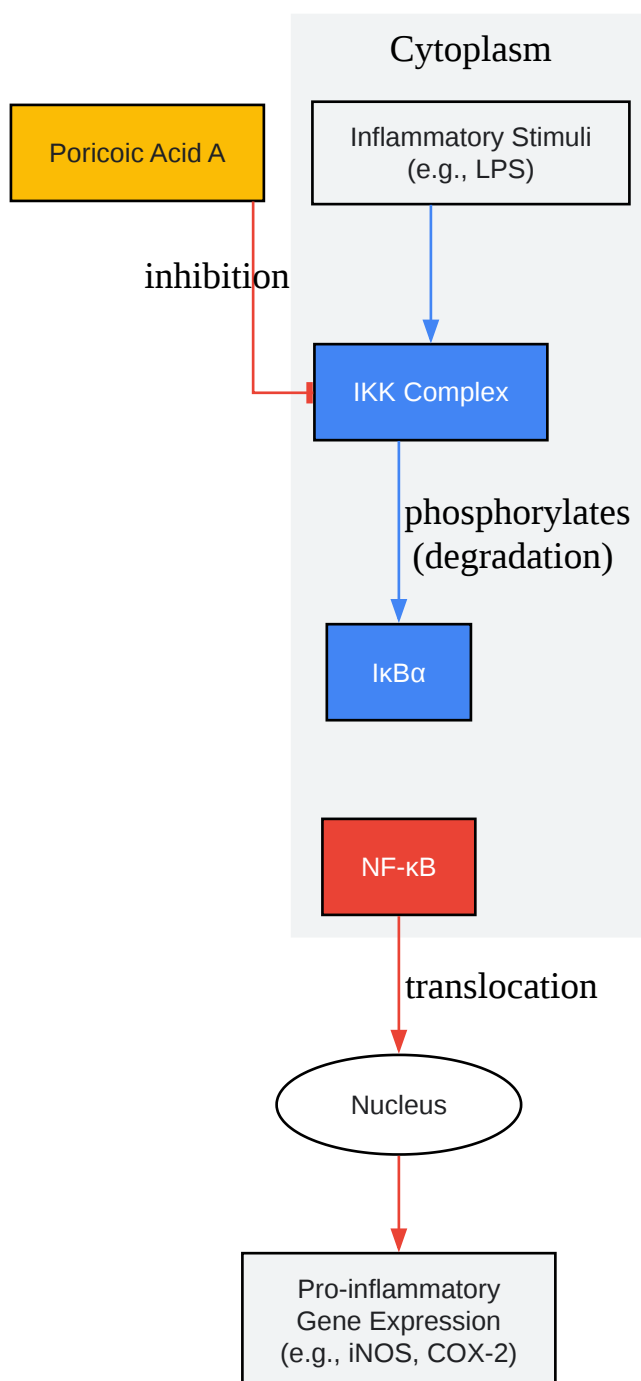 Cytoplasm
Poricoic Acid A
Inflammatory Stimuli
(e.g., LPS)
inhibition
IKK Complex
phosphorylates
(degradation)
IκBα
NF-κB
translocation
Nucleus
Pro-inflammatory
Gene Expression
(e.g., iNOS, COX-2)